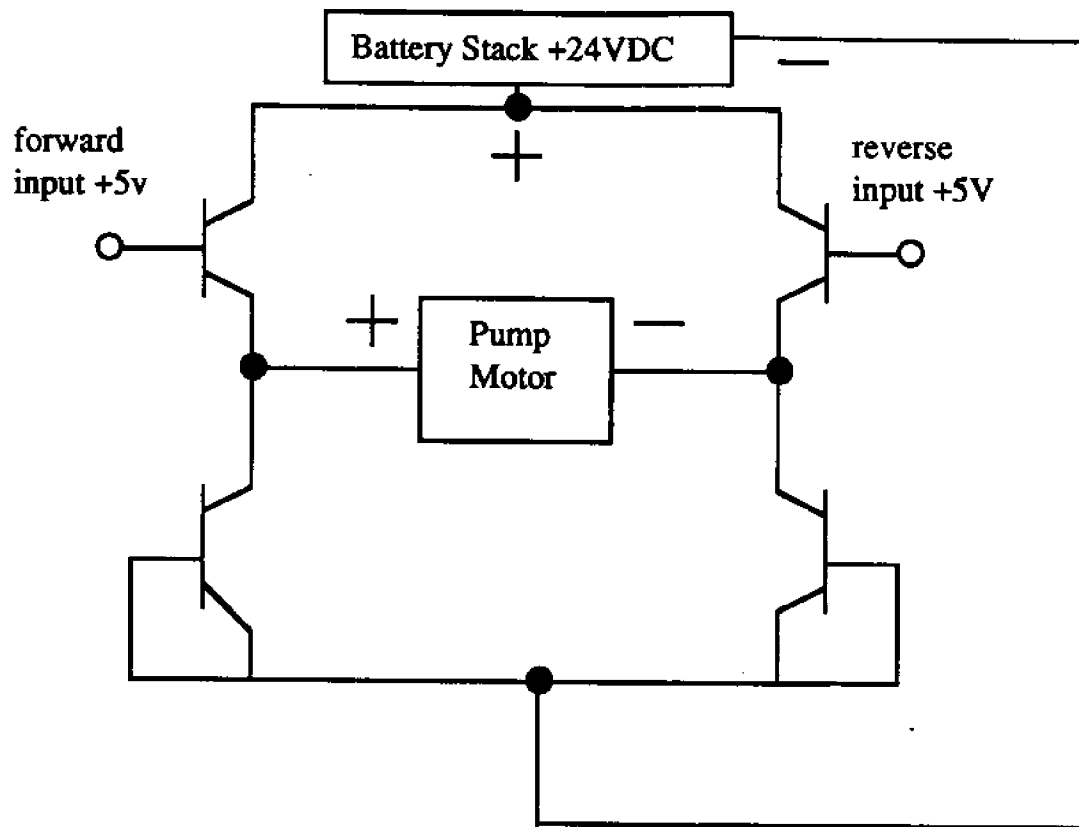 Battery Stack +24VDC
forward
input +5v
reverse
input +5V
Pump
Motor